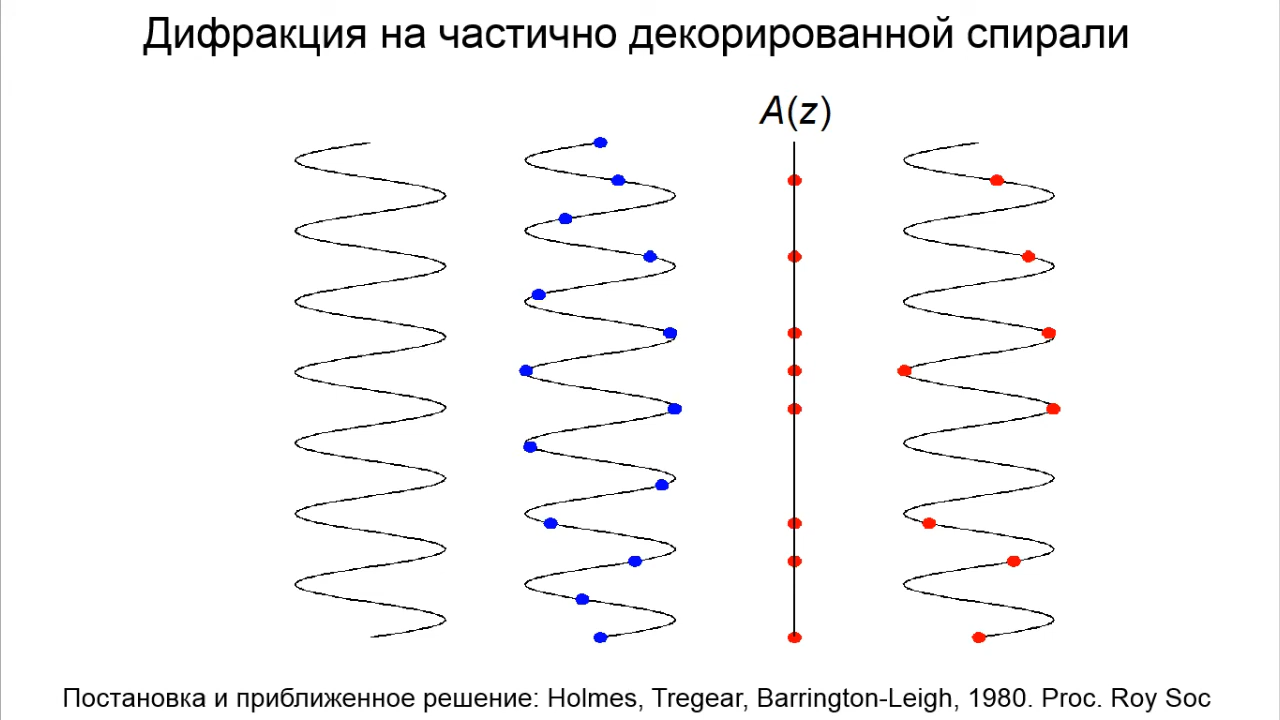 Дифракция на частично декорированной спирали
A(z)
Постановка и приближенное решение: Holmes, Tregear, Barrington-Leigh, 1980. Proc. Roy Soc